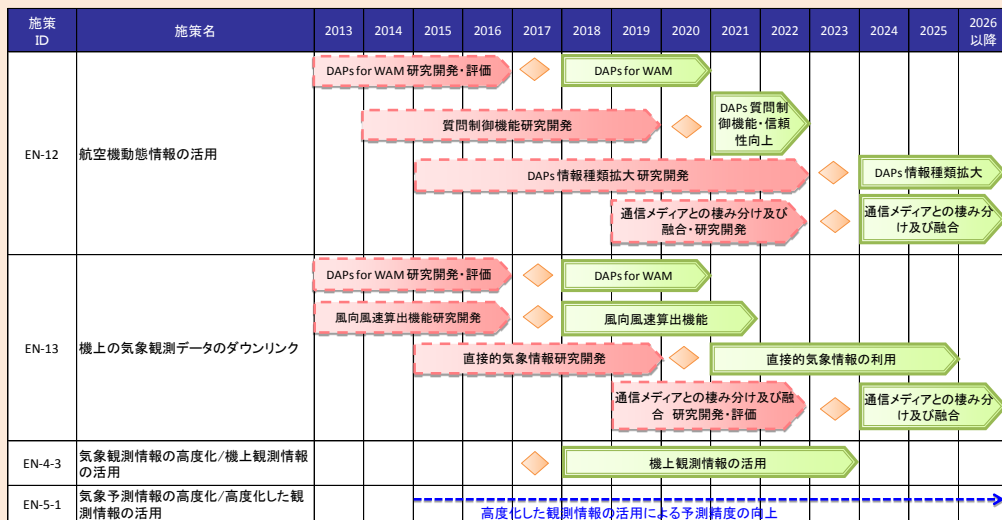 施策
ID
施策名
2013
2014
2015
2016
2017
2018
2019
2020
2021
2022
2023
2024
2025
2026
以降
EN-12
航空機動態情報の活用
DAPs for WAM 研究開発・評価
DAPs for WAM
質問制御機能研究開発
DAPs 質問制
御機能・信頼
性向上
DAPs 情報種類拡大 研究開発
DAPs 情報種類拡大
通信メディアとの棲み分け及び
融合・研究開発
通信メディアとの棲み分
け及び融合
EN-13
機上の気象観測データのダウンリンク
DAPs for WAM 研究開発・評価
DAPs for WAM
風向風速算出機能研究開発
風向風速算出機能
直接的気象情報研究開発
直接的気象情報の利用
通信メディアとの棲み分け及び融
合 研究開発・評価
通信メディアとの棲み分
け及び融合
EN-4-3
気象観測情報の高度化/機上観測情報
の活用
機上観測情報の活用
EN-5-1
気象予測情報の高度化/高度化した観
測情報の活用
高度化した観測情報の活用による予測精度の向上